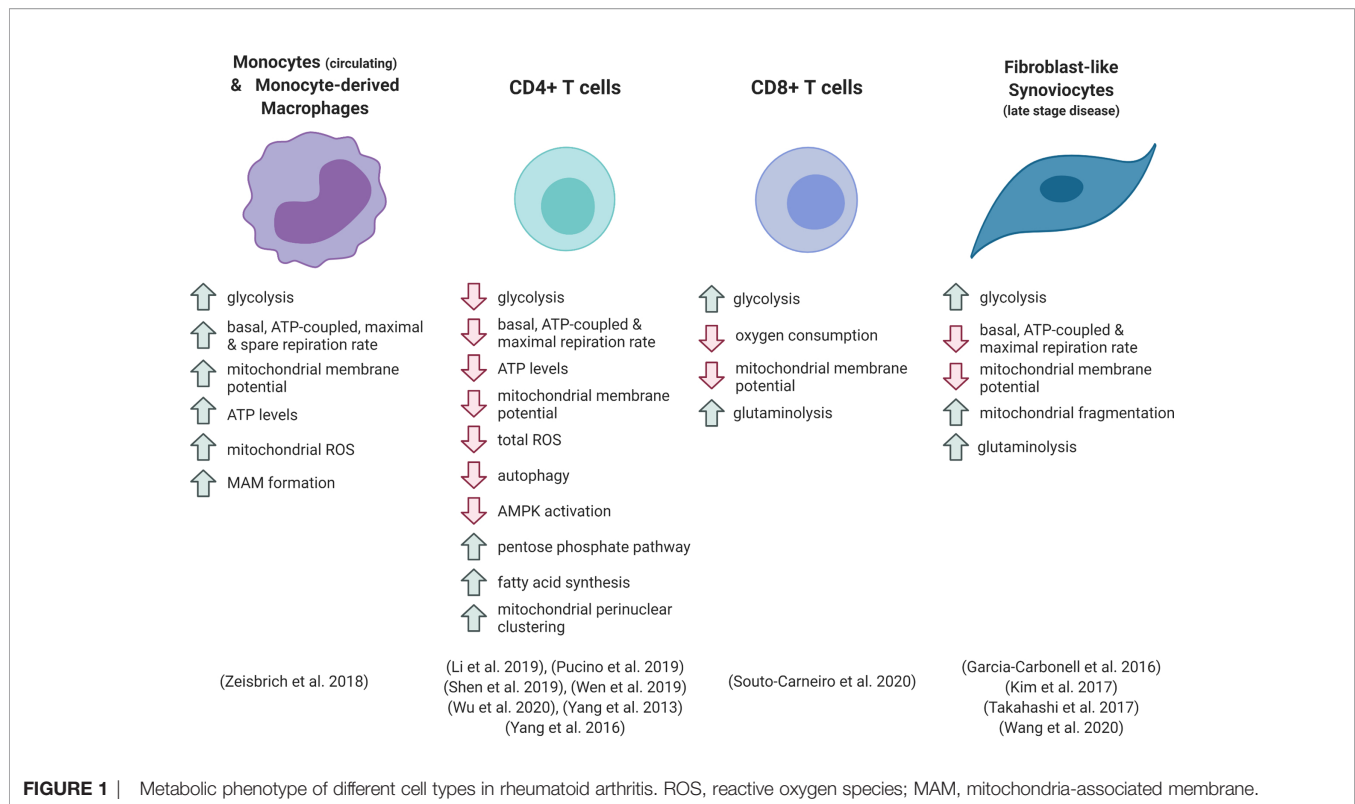 Monocytes (circulating)
& Monocyte-derived
Macrophages
glycolysis
basal, ATP-coupled, maximal
& spare repiration rate
mitochondrial membrane
potential
ATP levels
mitochondrial ROS
MAM formation
(Zeisbrich et al. 2018)
CD4+ T cells
glycolysis
basal, ATP-coupled &
maximal repiration rate
ATP levels
mitochondrial membrane
potential
total ROS
autophagy
AMPK activation
pentose phosphate pathway
fatty acid synthesis
mitochondrial perinuclear
clustering
(Li et al. 2019), (Pucino et al. 2019)
(Shen et al. 2019), (Wen et al. 2019)
(Wu et al. 2020), (Yang et al. 2013)
(Yang et al. 2016)
CD8+ T cells
glycolysis
oxygen consumption
mitochondrial membrane
potential
glutaminolysis
(Souto-Carneiro et al. 2020)
Fibroblast-like
Synoviocytes
(late stage disease)
glycolysis
basal, ATP-coupled &
maximal repiration rate
mitochondrial membrane
potential
mitochondrial fragmentation
glutaminolysis
(Garcia-Carbonell et al. 2016)
(Kim et al. 2017)
(Takahashi et al. 2017)
(Wang et al. 2020)
FIGURE 1 | Metabolic phenotype of different cell types in rheumatoid arthritis. ROS, reactive oxygen species; MAM, mitochondria-associated membrane.